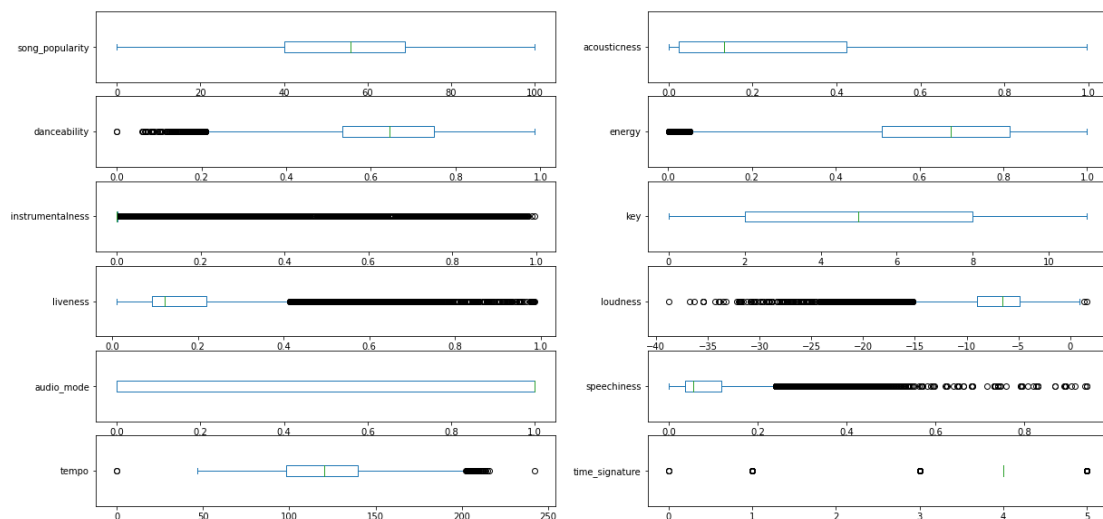 song_popularity
0 20 40 60 80 100
acousticness
0.0 0.2 0.4 0.6 0.8 1.0
danceability
0.0 0.2 0.4 0.6 0.8 1.0
energy
0.0 0.2 0.4 0.6 0.8 1.0
instrumentalness
0.0 0.2 0.4 0.6 0.8 1.0
key
0 2 4 6 8 10
liveness
0.0 0.2 0.4 0.6 0.8 1.0
loudness
−40 −35 −30 −25 −20 −15 −10 −5 0
audio_mode
0.0 0.2 0.4 0.6 0.8 1.0
speechiness
0.0 0.2 0.4 0.6 0.8
tempo
0 50 100 150 200 250
time_signature
0 1 2 3 4 5